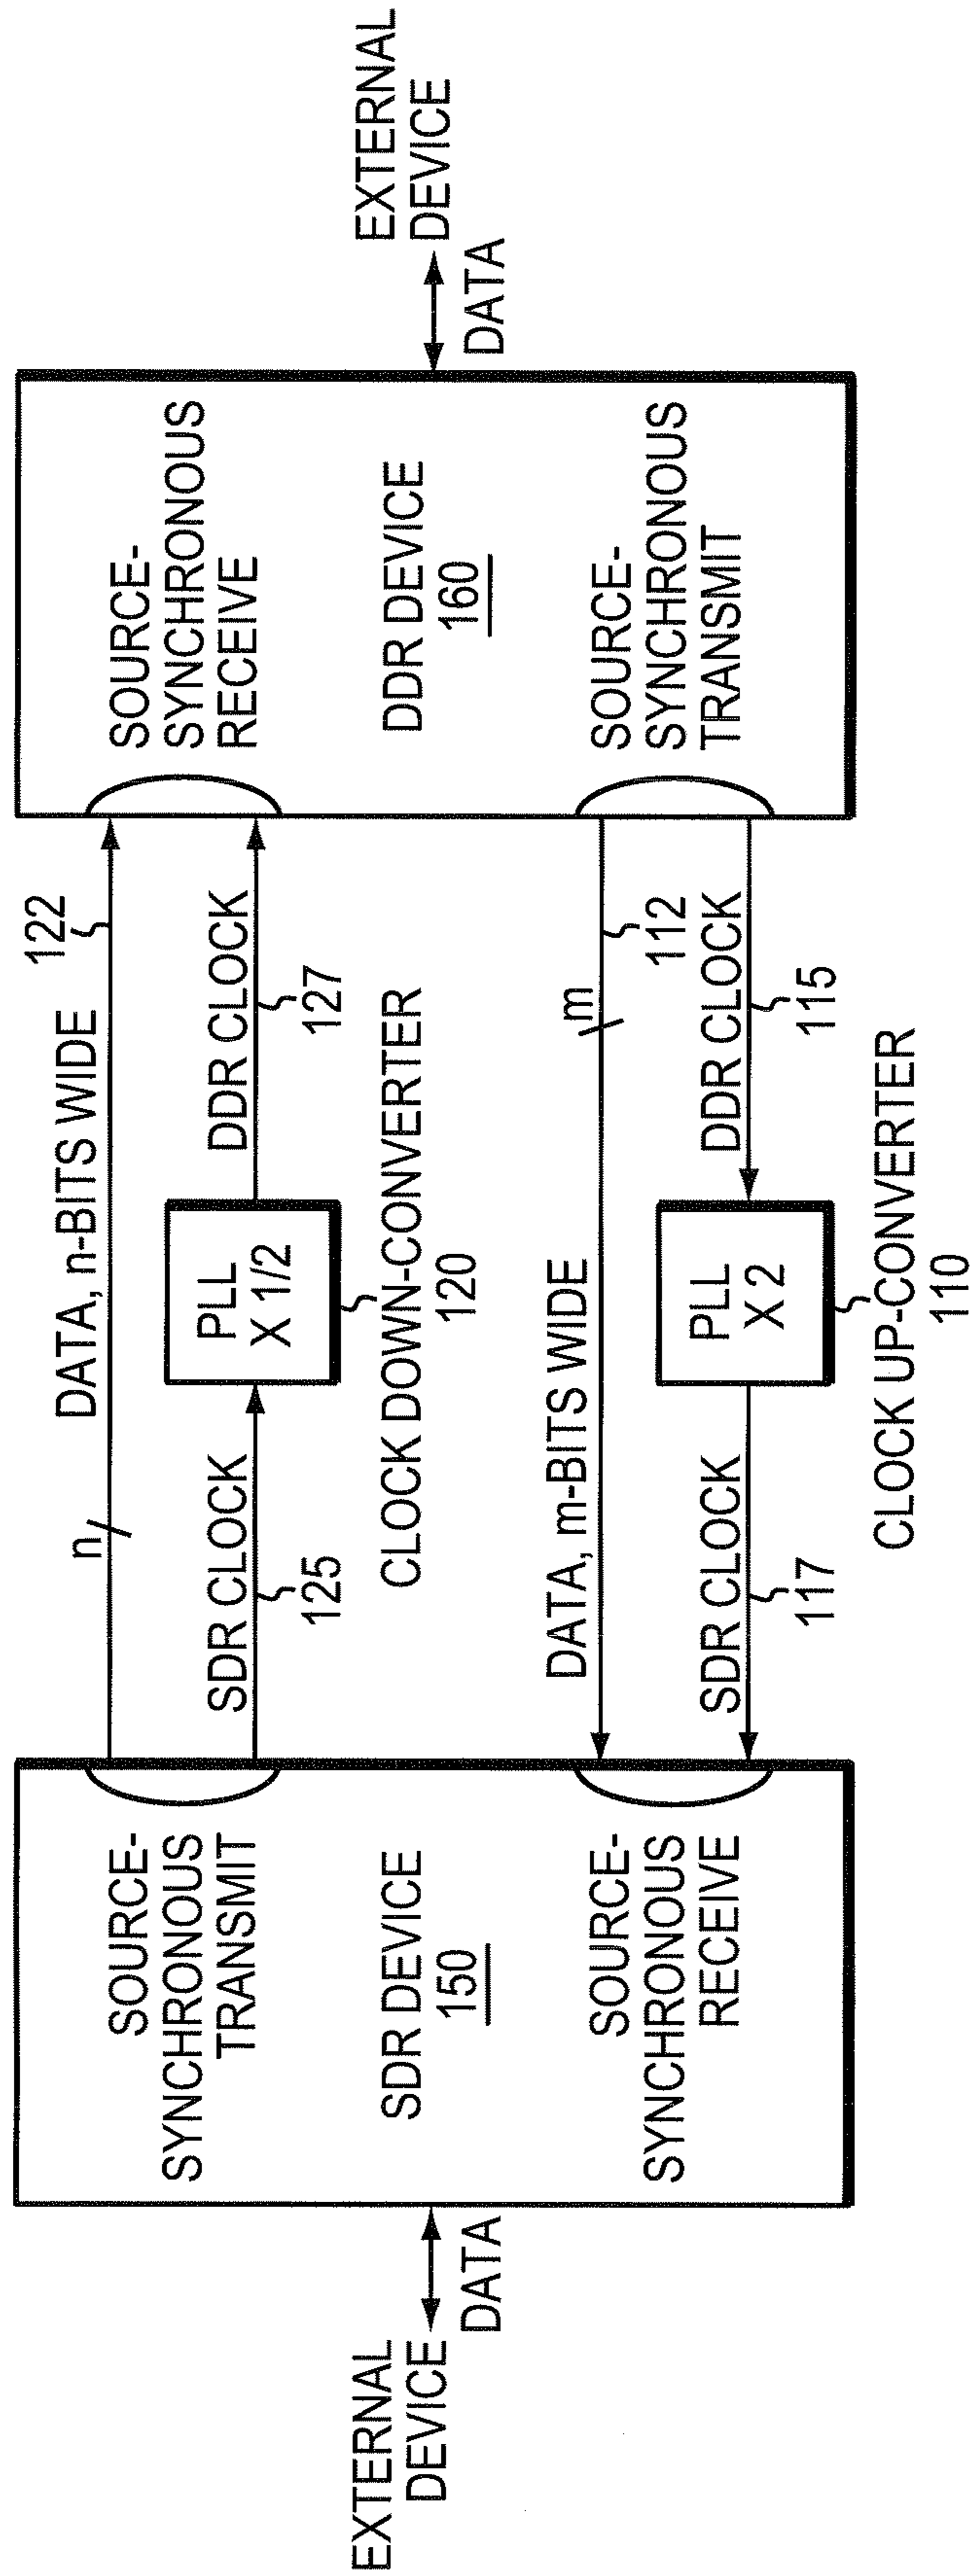 EXTERNAL
DEVICE
DATA
SOURCE-
SYNCHRONOUS
TRANSMIT
SDR DEVICE
150
SOURCE-
SYNCHRONOUS
RECEIVE
n
DATA, n-BITS WIDE
122
SDR CLOCK
125
PLL
X 1/2
DDR CLOCK
127
CLOCK DOWN-CONVERTER
120
DATA, m-BITS WIDE
m
112
SDR CLOCK
117
PLL
X 2
DDR CLOCK
115
CLOCK UP-CONVERTER
110
SOURCE-
SYNCHRONOUS
RECEIVE
DDR DEVICE
160
SOURCE-
SYNCHRONOUS
TRANSMIT
EXTERNAL
DEVICE
DATA